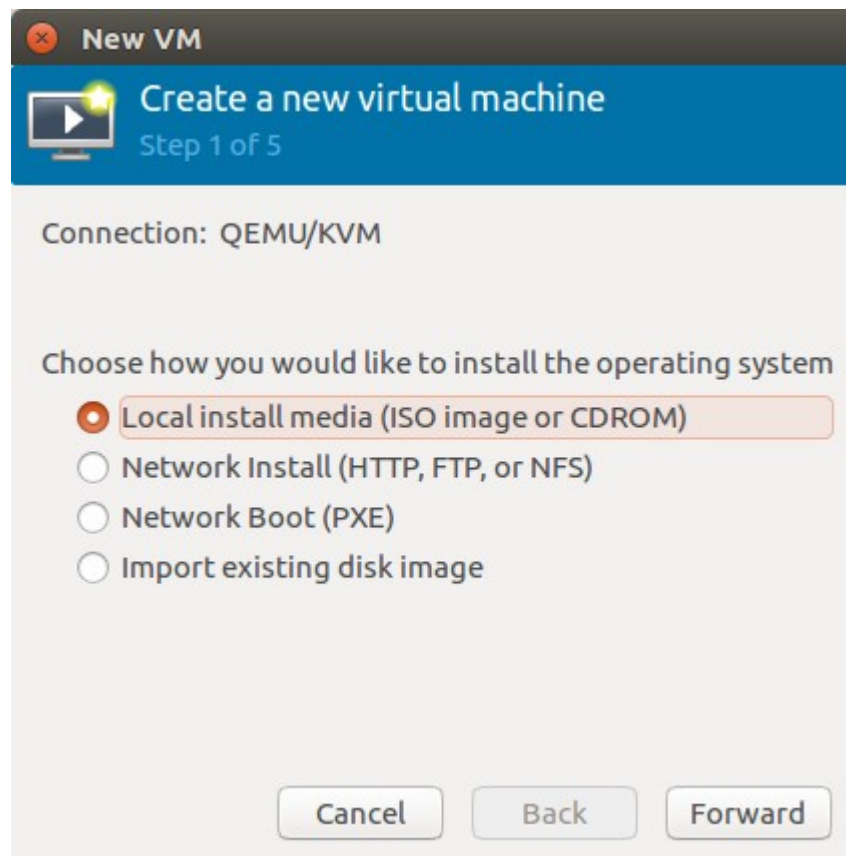 New VM
Create a new virtual machine
Step 1 of 5
Connection: QEMU/KVM
Choose how you would like to install the operating system
Local install media (ISO image or CDROM)
Network Install (HTTP, FTP, or NFS)
Network Boot (PXE)
Import existing disk image
Cancel Back Forward